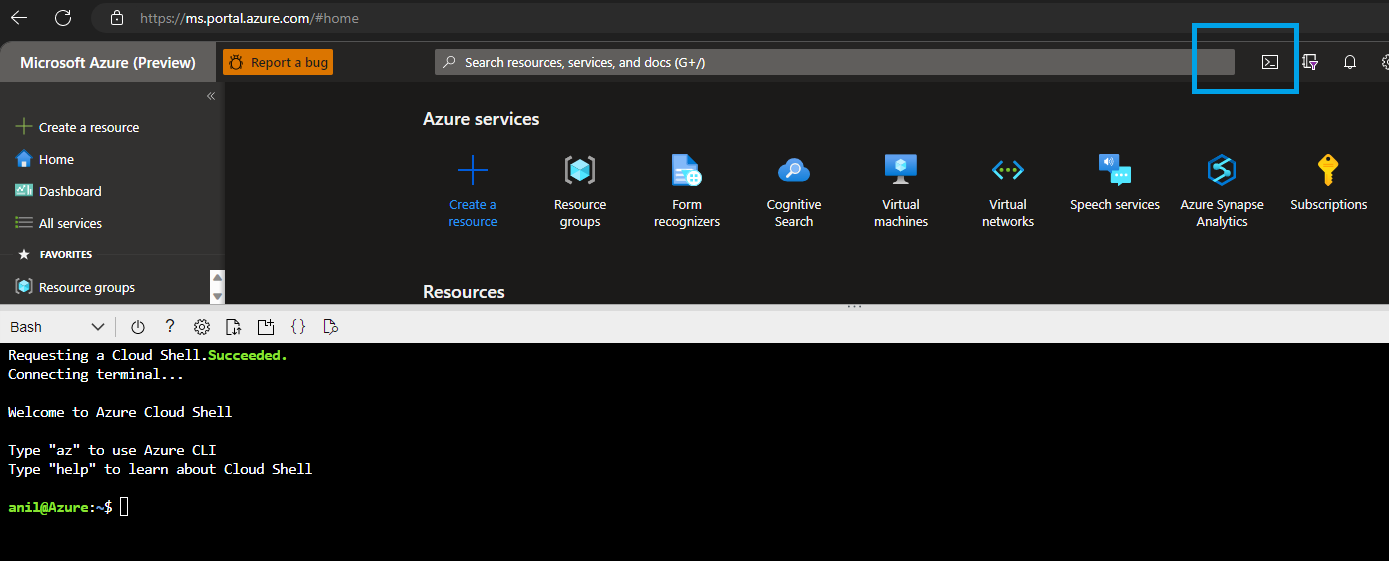 https://ms.portal.azure.com/#home
Microsoft Azure (Preview)
Report a bug
Search resources, services, and docs (G+/)
«
Create a resource
Home
Dashboard
All services
FAVORITES
Resource groups
Azure services
Create a
resource
Resource
groups
Form
recognizers
Cognitive
Search
Virtual
machines
Virtual
networks
Speech services
Azure Synapse
Analytics
Subscriptions
Resources
Bash
?
{}
Requesting a Cloud Shell.Succeeded.
Connecting terminal...
Welcome to Azure Cloud Shell
Type "az" to use Azure CLI
Type "help" to learn about Cloud Shell
anil@Azure:~$